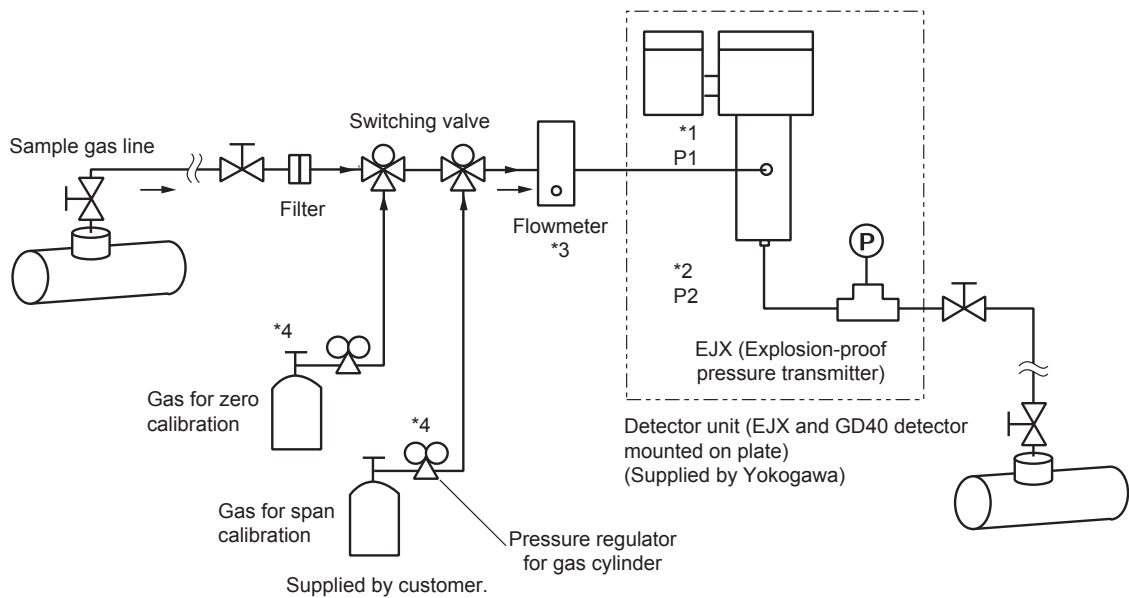 Switching valve
Sample gas line
Filter
Flowmeter
*3
*1
P1
*2
P2
P
EJX (Explosion-proof
pressure transmitter)
*4
Gas for zero
calibration
*4
Gas for span
calibration
Pressure regulator
for gas cylinder
Supplied by customer.
Detector unit (EJX and GD40 detector
mounted on plate)
(Supplied by Yokogawa)